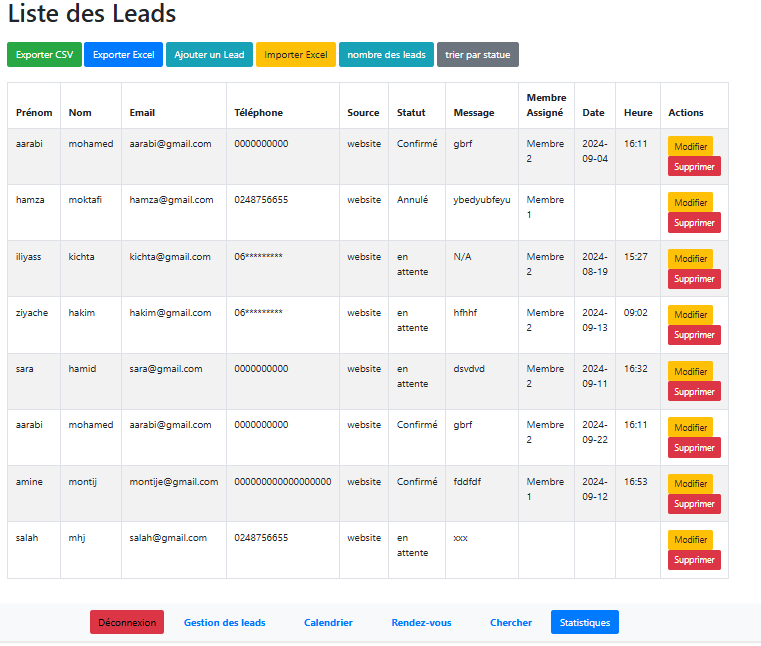 Liste des Leads
Exporter CSV Exporter Excel Ajouter un Lead Importer Excel nombre des leads trier par statue
Prénom Nom Email Téléphone Source Statut Message Membre Assigné Date Heure Actions
aarabi mohamed aarabi@gmail.com 0000000000 website Confirmé gbrf Membre 2 2024-09-04 16:11 Modifier Supprimer
hamza moktafi hamza@gmail.com 0248756655 website Annulé ybedyubfeyu Membre 1 Modifier Supprimer
iliyass kichta kichta@gmail.com 06********* website en attente N/A Membre 2 2024-08-19 15:27 Modifier Supprimer
ziyache hakim hakim@gmail.com 06********* website en attente hfhhf Membre 2 2024-09-13 09:02 Modifier Supprimer
sara hamid sara@gmail.com 0000000000 website en attente dsvdvd Membre 2 2024-09-11 16:32 Modifier Supprimer
aarabi mohamed aarabi@gmail.com 0000000000 website Confirmé gbrf Membre 2 2024-09-22 16:11 Modifier Supprimer
amine montij montije@gmail.com 000000000000000000 website Confirmé fddfdf Membre 1 2024-09-12 16:53 Modifier Supprimer
salah mhj salah@gmail.com 0248756655 website en attente xxx Modifier Supprimer
Déconnexion Gestion des leads Calendrier Rendez-vous Chercher Statistiques